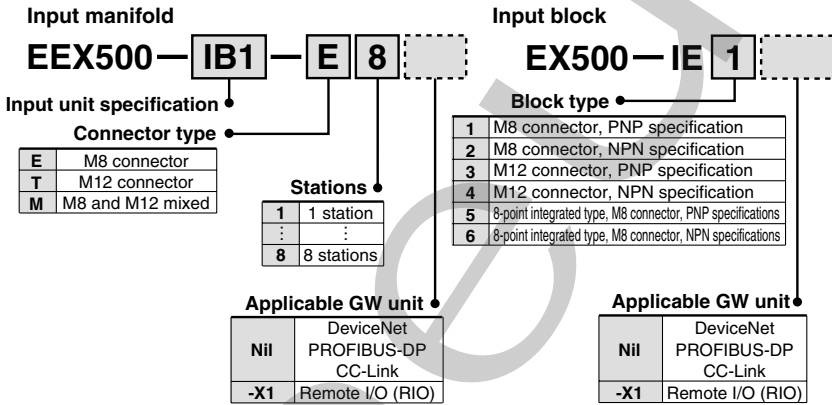 Input manifold
EEX500—IB1—E 8
Input unit specification
Connector type
E M8 connector
T M12 connector
M M8 and M12 mixed
Stations
1 1 station
⋮ ⋮
8 8 stations
Applicable GW unit
Nil DeviceNet
PROFIBUS-DP
CC-Link
-X1 Remote I/O (RIO)
Input block
EX500—IE 1
Block type
1 M8 connector, PNP specification
2 M8 connector, NPN specification
3 M12 connector, PNP specification
4 M12 connector, NPN specification
5 8-point integrated type, M8 connector, PNP specifications
6 8-point integrated type, M8 connector, NPN specifications
Applicable GW unit
Nil DeviceNet
PROFIBUS-DP
CC-Link
-X1 Remote I/O (RIO)